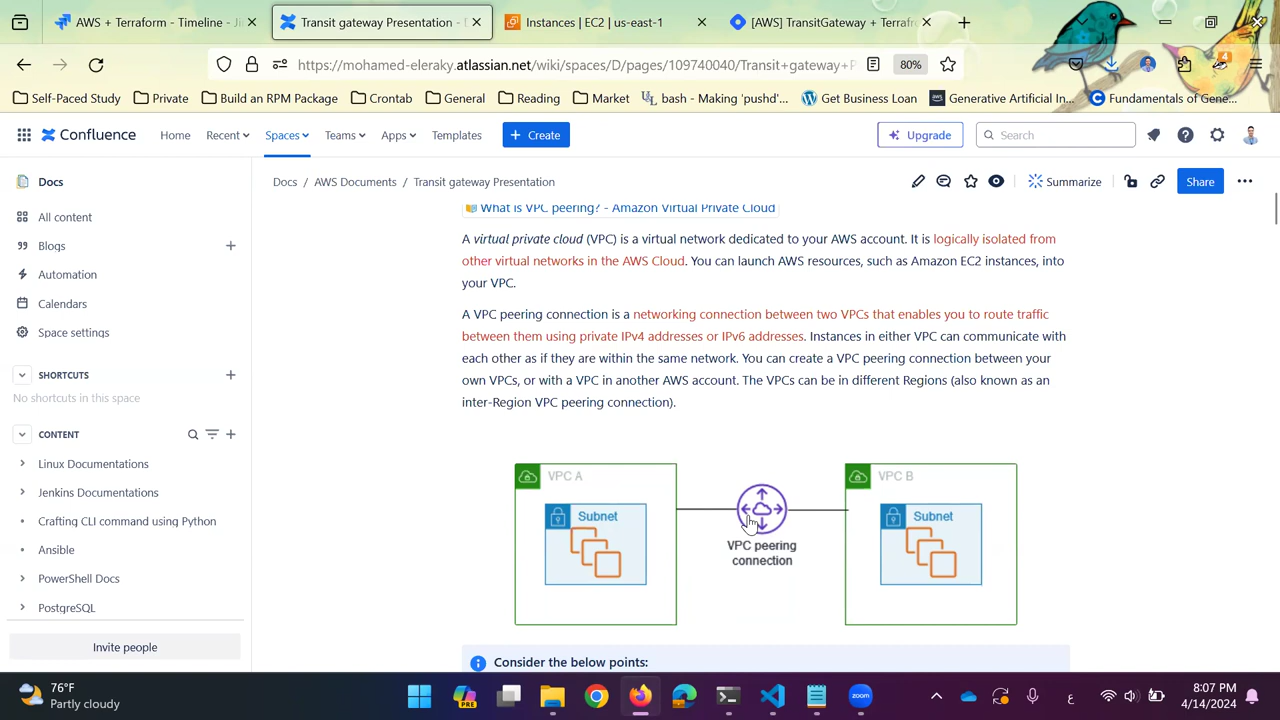 AWS + Terraform - Timeline - Ji
Transit gateway Presentation - D
Instances | EC2 | us-east-1
[AWS] TransitGateway + Terrafr
https://mohamed-eleraky.atlassian.net/wiki/spaces/D/pages/109740040/Transit+gateway+P
80%
4
Self-Paced Study
Private
Build an RPM Package
Crontab
General
Reading
Market
bash - Making 'pushd'...
Get Business Loan
Generative Artificial In...
Fundamentals of Gene...
Confluence
Home
Recent
Spaces
Teams
Apps
Templates
+ Create
Upgrade
Search
Docs
Docs / AWS Documents / Transit gateway Presentation
Summarize
Share
All content
Blogs
Automation
Calendars
Space settings
SHORTCUTS
No shortcuts in this space
CONTENT
Linux Documentations
Jenkins Documentations
Crafting CLI command using Python
Ansible
PowerShell Docs
PostgreSQL
Invite people
What is VPC peering? - Amazon Virtual Private Cloud
A virtual private cloud (VPC) is a virtual network dedicated to your AWS account. It is logically isolated from
other virtual networks in the AWS Cloud. You can launch AWS resources, such as Amazon EC2 instances, into
your VPC.
A VPC peering connection is a networking connection between two VPCs that enables you to route traffic
between them using private IPv4 addresses or IPv6 addresses. Instances in either VPC can communicate with
each other as if they are within the same network. You can create a VPC peering connection between your
own VPCs, or with a VPC in another AWS account. The VPCs can be in different Regions (also known as an
inter-Region VPC peering connection).
VPC A
Subnet
VPC peering
connection
VPC B
Subnet
Consider the below points:
76°F
Partly cloudy
PRE
zoom
ع
8:07 PM
4/14/2024